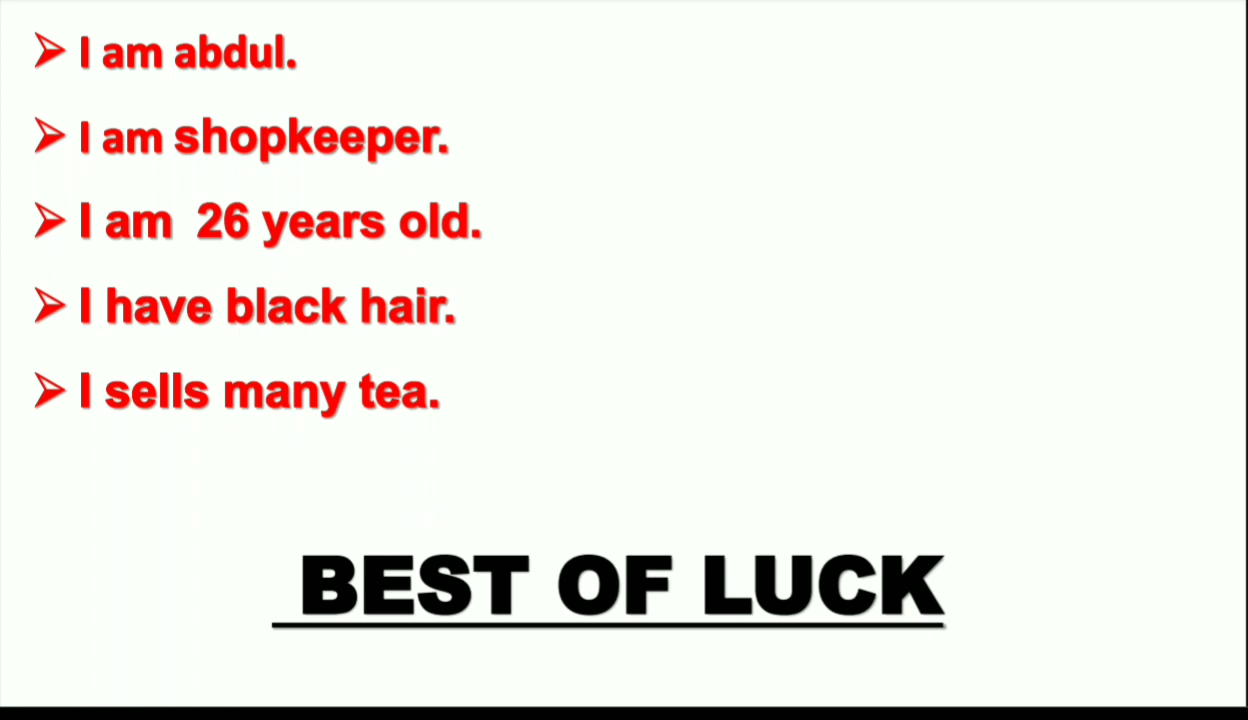 ➢ I am abdul.
➢ I am shopkeeper.
➢ I am  26 years old.
➢ I have black hair.
➢ I sells many tea.
BEST OF LUCK